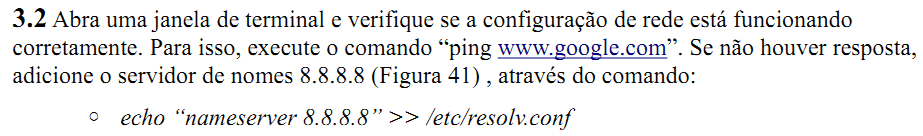 3.2 Abra uma janela de terminal e verifique se a configuração de rede está funcionando
corretamente. Para isso, execute o comando “ping www.google.com”. Se não houver resposta,
adicione o servidor de nomes 8.8.8.8 (Figura 41) , através do comando:
○ echo “nameserver 8.8.8.8” >> /etc/resolv.conf